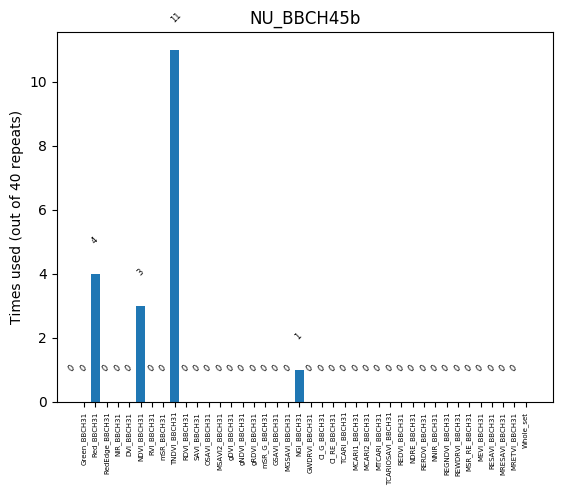 NU_BBCH45b
Times used (out of 40 repeats)
10
8
6
4
2
0
0 0 4 0 0 0 3 0 0 11 0 0 0 0 0 0 0 0 0 0 1 0 0 0 0 0 0 0 0 0 0 0 0 0 0 0 0 0 0 0
Green_BBCH31
Red_BBCH31
RedEdge_BBCH31
NIR_BBCH31
DVI_BBCH31
NDVI_BBCH31
RVI_BBCH31
mSR_BBCH31
TNDVI_BBCH31
RDVI_BBCH31
SAVI_BBCH31
OSAVI_BBCH31
MSAVI2_BBCH31
gDVI_BBCH31
gNDVI_BBCH31
gRDVI_BBCH31
mSR_G_BBCH31
GSAVI_BBCH31
MGSAVI_BBCH31
NGI_BBCH31
GWDRVI_BBCH31
CI_G_BBCH31
CI_RE_BBCH31
TCARI_BBCH31
MCARI1_BBCH31
MCARI2_BBCH31
MTCARI_BBCH31
TCARIOSAVI_BBCH31
REDVI_BBCH31
NDRE_BBCH31
RERDVI_BBCH31
NNIR_BBCH31
REGNDVI_BBCH31
REWDRVI_BBCH31
MSR_RE_BBCH31
MEVI_BBCH31
RESAVI_BBCH31
MRESAVI_BBCH31
MRETVI_BBCH31
Whole_set